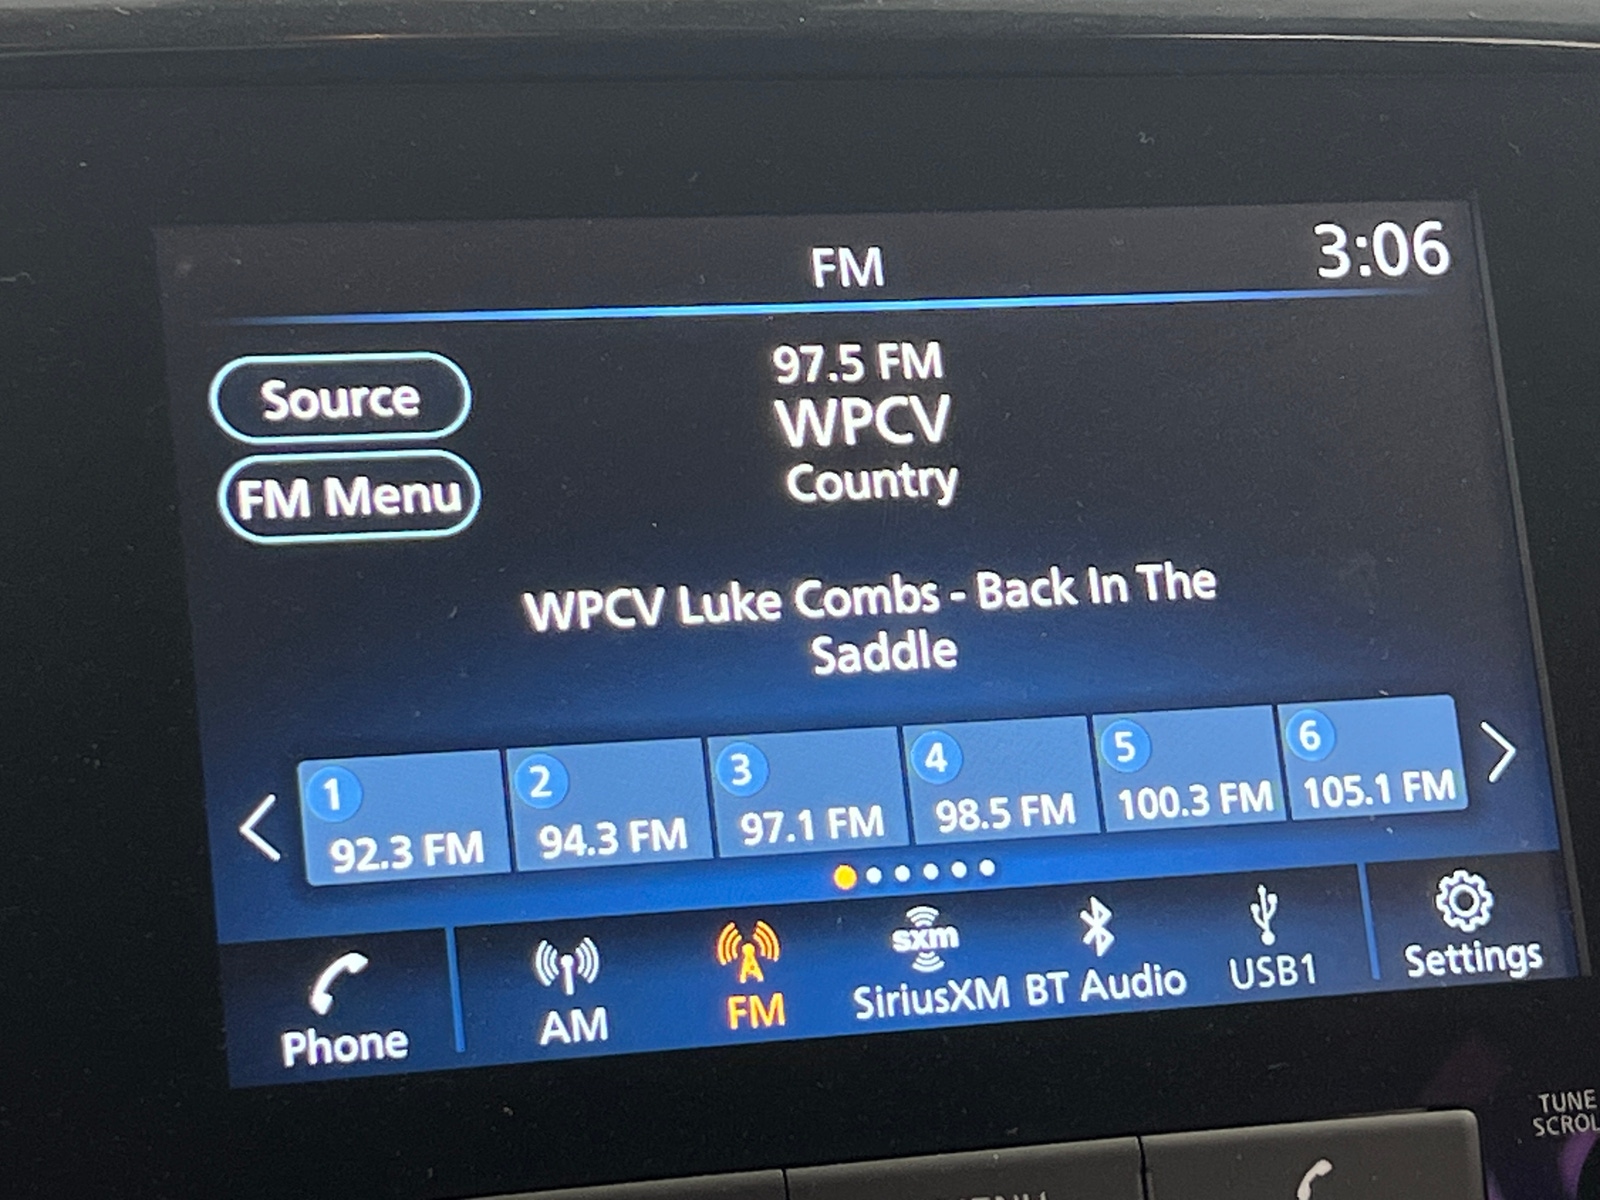 FM
3:06
Source
FM Menu
97.5 FM
WPCV
Country
WPCV Luke Combs - Back In The
Saddle
1
92.3 FM
2
94.3 FM
3
97.1 FM
4
98.5 FM
5
100.3 FM
6
105.1 FM
Phone
AM
FM
sxm
SiriusXM
BT Audio
USB1
Settings
TUNE